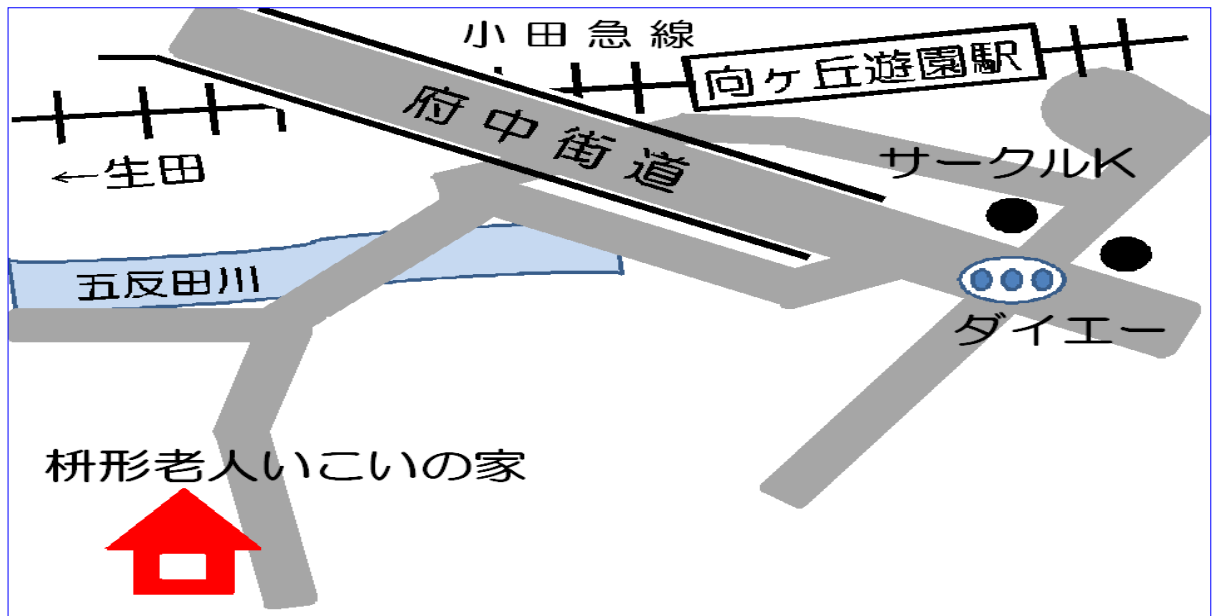 小田急線
向ヶ丘遊園駅
府中街道
サークルK
←生田
五反田川
ダイエー
枡形老人いこいの家